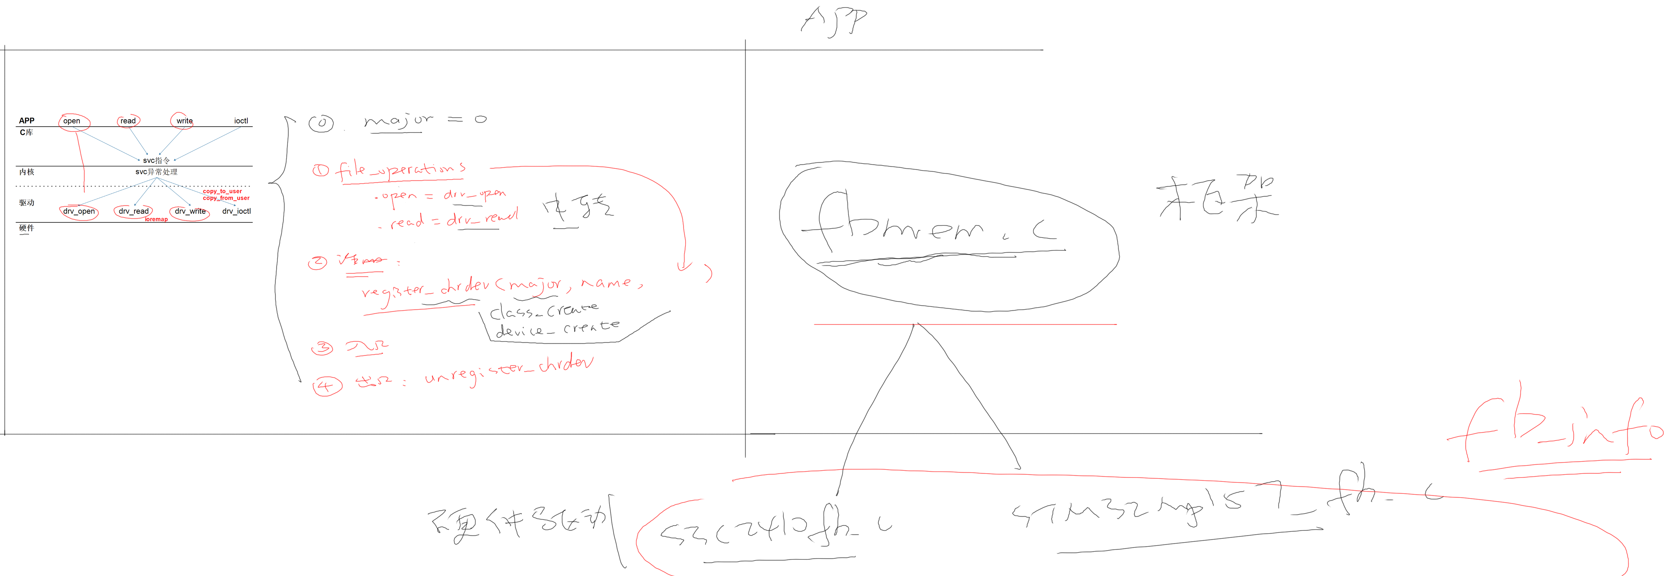 APP
APP open read write ioctl
C库
svc指令
内核 svc异常处理
copy_to_user
copy_from_user
驱动
drv_open drv_read drv_write drv_ioctl
ioremap
硬件
⓪ major = 0
① file_operations
.open = drv_open
.read = drv_read
② 注册:
register_chrdev(major, name, )
class_create
device_create
③ 入口
④ 出口: unregister_chrdev
fbmem.c
框架
fb_info
硬件驱动
s3c2410fb.c
STM32mp157_fb.c